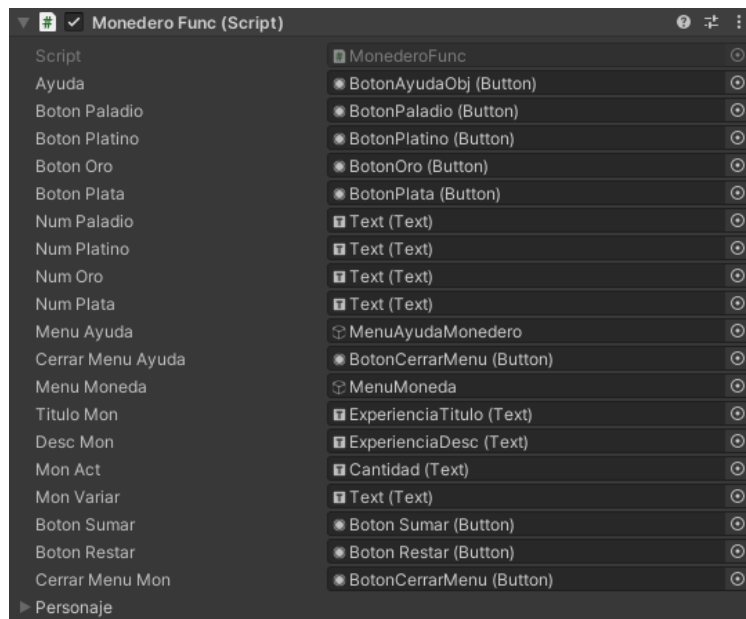 Monedero Func (Script)
Script MonederoFunc
Ayuda BotonAyudaObj (Button)
Boton Paladio BotonPaladio (Button)
Boton Platino BotonPlatino (Button)
Boton Oro BotonOro (Button)
Boton Plata BotonPlata (Button)
Num Paladio Text (Text)
Num Platino Text (Text)
Num Oro Text (Text)
Num Plata Text (Text)
Menu Ayuda MenuAyudaMonedero
Cerrar Menu Ayuda BotonCerrarMenu (Button)
Menu Moneda MenuMoneda
Titulo Mon ExperienciaTitulo (Text)
Desc Mon ExperienciaDesc (Text)
Mon Act Cantidad (Text)
Mon Variar Text (Text)
Boton Sumar Boton Sumar (Button)
Boton Restar Boton Restar (Button)
Cerrar Menu Mon BotonCerrarMenu (Button)
Personaje